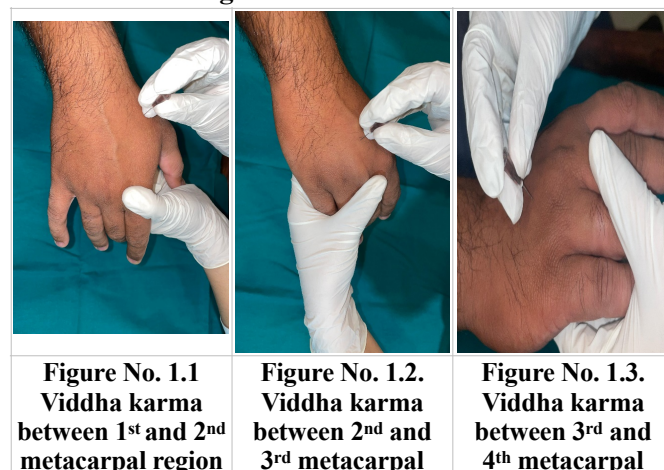 Figure No. 1.1
Viddha karma
between 1st and 2nd
metacarpal region
Figure No. 1.2.
Viddha karma
between 2nd and
3rd metacarpal
Figure No. 1.3.
Viddha karma
between 3rd and
4th metacarpal